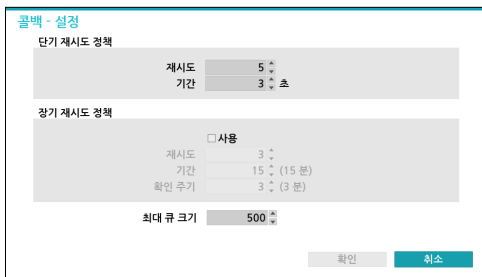 콜백 - 설정
단기 재시도 정책
재시도 5
기간 3 초
장기 재시도 정책
사용
재시도 3
기간 15 (15 분)
확인 주기 3 (3 분)
최대 큐 크기 500
확인 취소